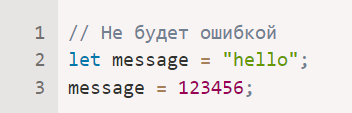 1 // Не будет ошибкой
2 let message = "hello";
3 message = 123456;